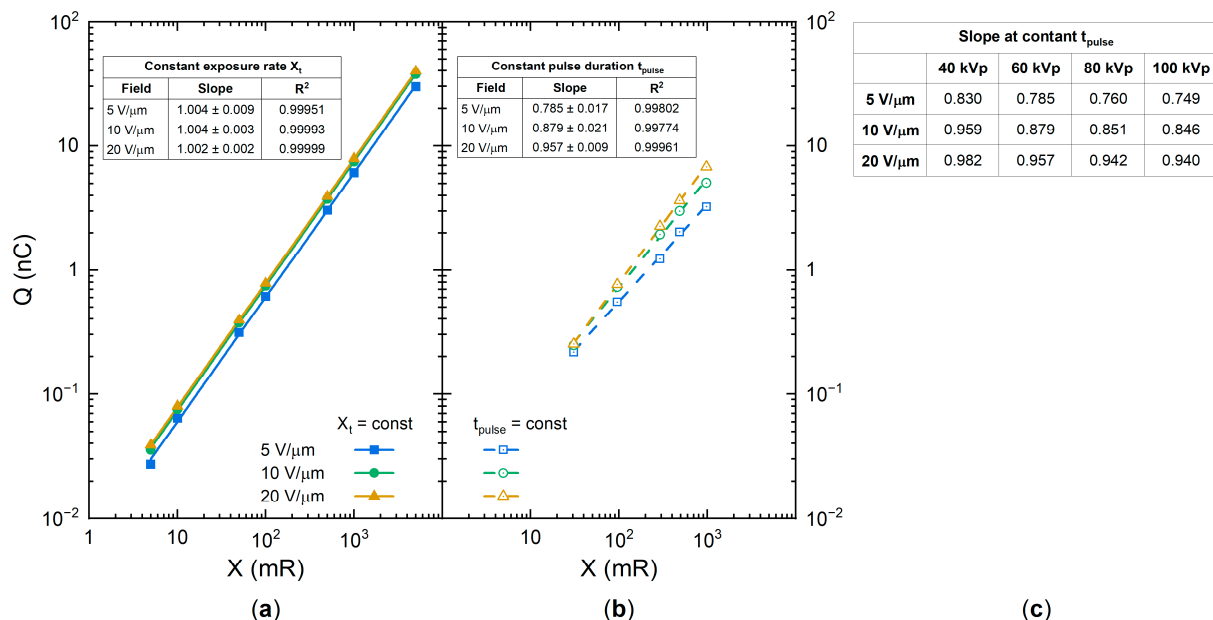 10²
10
1
10⁻¹
10⁻²
Q (nC)
Constant exposure rate Xₜ
Field Slope R²
5 V/μm 1.004 ± 0.009 0.99951
10 V/μm 1.004 ± 0.003 0.99993
20 V/μm 1.002 ± 0.002 0.99999
Xₜ = const
5 V/μm
10 V/μm
20 V/μm
1 10 10² 10³
X (mR)
(a)
Constant pulse duration t_pulse
Field Slope R²
5 V/μm 0.785 ± 0.017 0.99802
10 V/μm 0.879 ± 0.021 0.99774
20 V/μm 0.957 ± 0.009 0.99961
t_pulse = const
10 10² 10³
X (mR)
(b)
10²
10
1
10⁻¹
10⁻²
Slope at contant t_pulse
40 kVp 60 kVp 80 kVp 100 kVp
5 V/μm 0.830 0.785 0.760 0.749
10 V/μm 0.959 0.879 0.851 0.846
20 V/μm 0.982 0.957 0.942 0.940
(c)